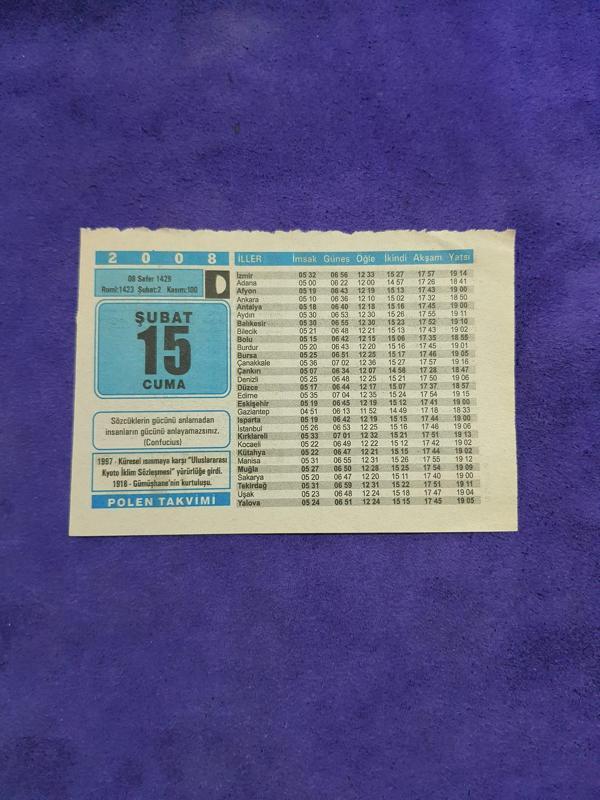 2 0 0 8
08 Safer 1429
Rumî:1423 Şubat:2 Kasım:100
ŞUBAT
15
CUMA
Sözcüklerin gücünü anlamadan
insanların gücünü anlayamazsınız.
(Confucius)
1997 - Küresel ısınmaya karşı "Uluslararası
Kyoto İklim Sözleşmesi" yürürlüğe girdi.
1918 - Gümüşhane'nin kurtuluşu.
POLEN TAKVİMİ
İLLER İmsak Güneş Öğle İkindi Akşam Yatsı
İzmir 05 32 06 56 12 33 15 27 17 57 19 14
Adana 05 00 06 22 12 00 14 57 17 26 18 41
Afyon 05 19 06 43 12 19 15 13 17 43 19 00
Ankara 05 10 06 36 12 10 15 02 17 32 18 50
Antalya 05 18 06 40 12 18 15 16 17 45 19 00
Aydın 05 30 06 53 12 30 15 26 17 55 19 11
Balıkesir 05 30 06 55 12 30 15 23 17 52 19 10
Bilecik 05 21 06 48 12 21 15 13 17 43 19 02
Bolu 05 15 06 42 12 15 15 06 17 35 18 55
Burdur 05 20 06 43 12 20 15 16 17 45 19 01
Bursa 05 25 06 51 12 25 15 17 17 46 19 05
Çanakkale 05 36 07 02 12 36 15 27 17 57 19 16
Çankırı 05 07 06 34 12 07 14 58 17 28 18 47
Denizli 05 25 06 48 12 25 15 21 17 50 19 06
Düzce 05 17 06 44 12 17 15 07 17 37 18 57
Edirne 05 35 07 04 12 35 15 24 17 54 19 15
Eskişehir 05 19 06 45 12 19 15 12 17 41 19 00
Gaziantep 04 51 06 13 11 52 14 49 17 18 18 33
Isparta 05 19 06 42 12 19 15 15 17 44 19 00
İstanbul 05 26 06 53 12 25 15 16 17 46 19 06
Kırklareli 05 33 07 01 12 32 15 21 17 51 19 13
Kocaeli 05 22 06 49 12 22 15 12 17 42 19 02
Kütahya 05 22 06 47 12 21 15 15 17 44 19 02
Manisa 05 31 06 55 12 31 15 26 17 55 19 12
Muğla 05 27 06 50 12 28 15 25 17 54 19 09
Sakarya 05 20 06 47 12 20 15 11 17 40 19 00
Tekirdağ 05 31 06 59 12 31 15 22 17 51 19 11
Uşak 05 23 06 48 12 24 15 18 17 47 19 04
Yalova 05 24 06 51 12 24 15 15 17 45 19 05